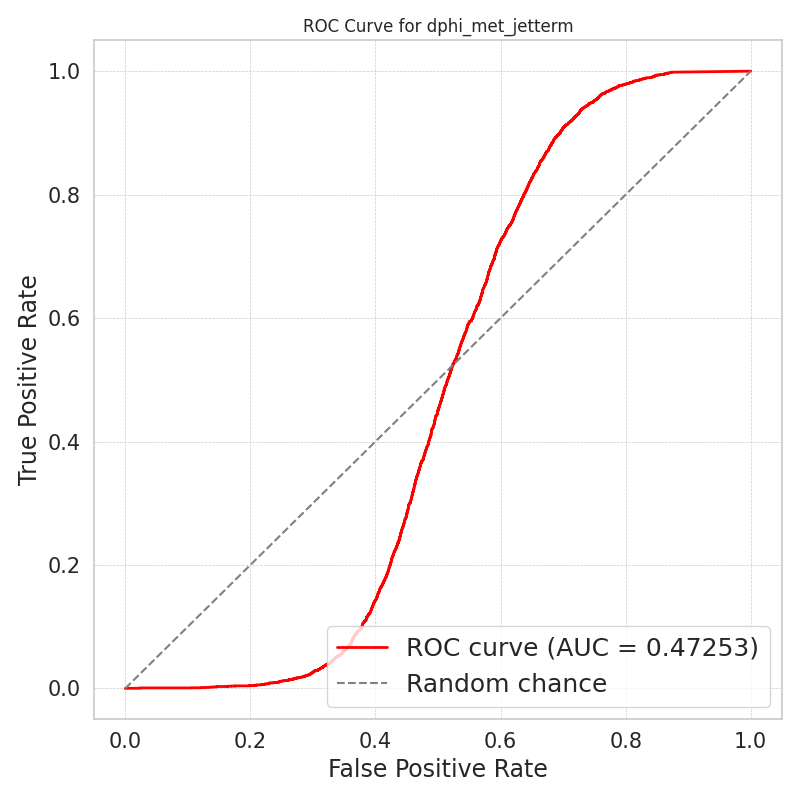 ROC Curve for dphi_met_jetterm
1.0
0.8
0.6
0.4
0.2
0.0
True Positive Rate
ROC curve (AUC = 0.47253)
Random chance
0.0 0.2 0.4 0.6 0.8 1.0
False Positive Rate